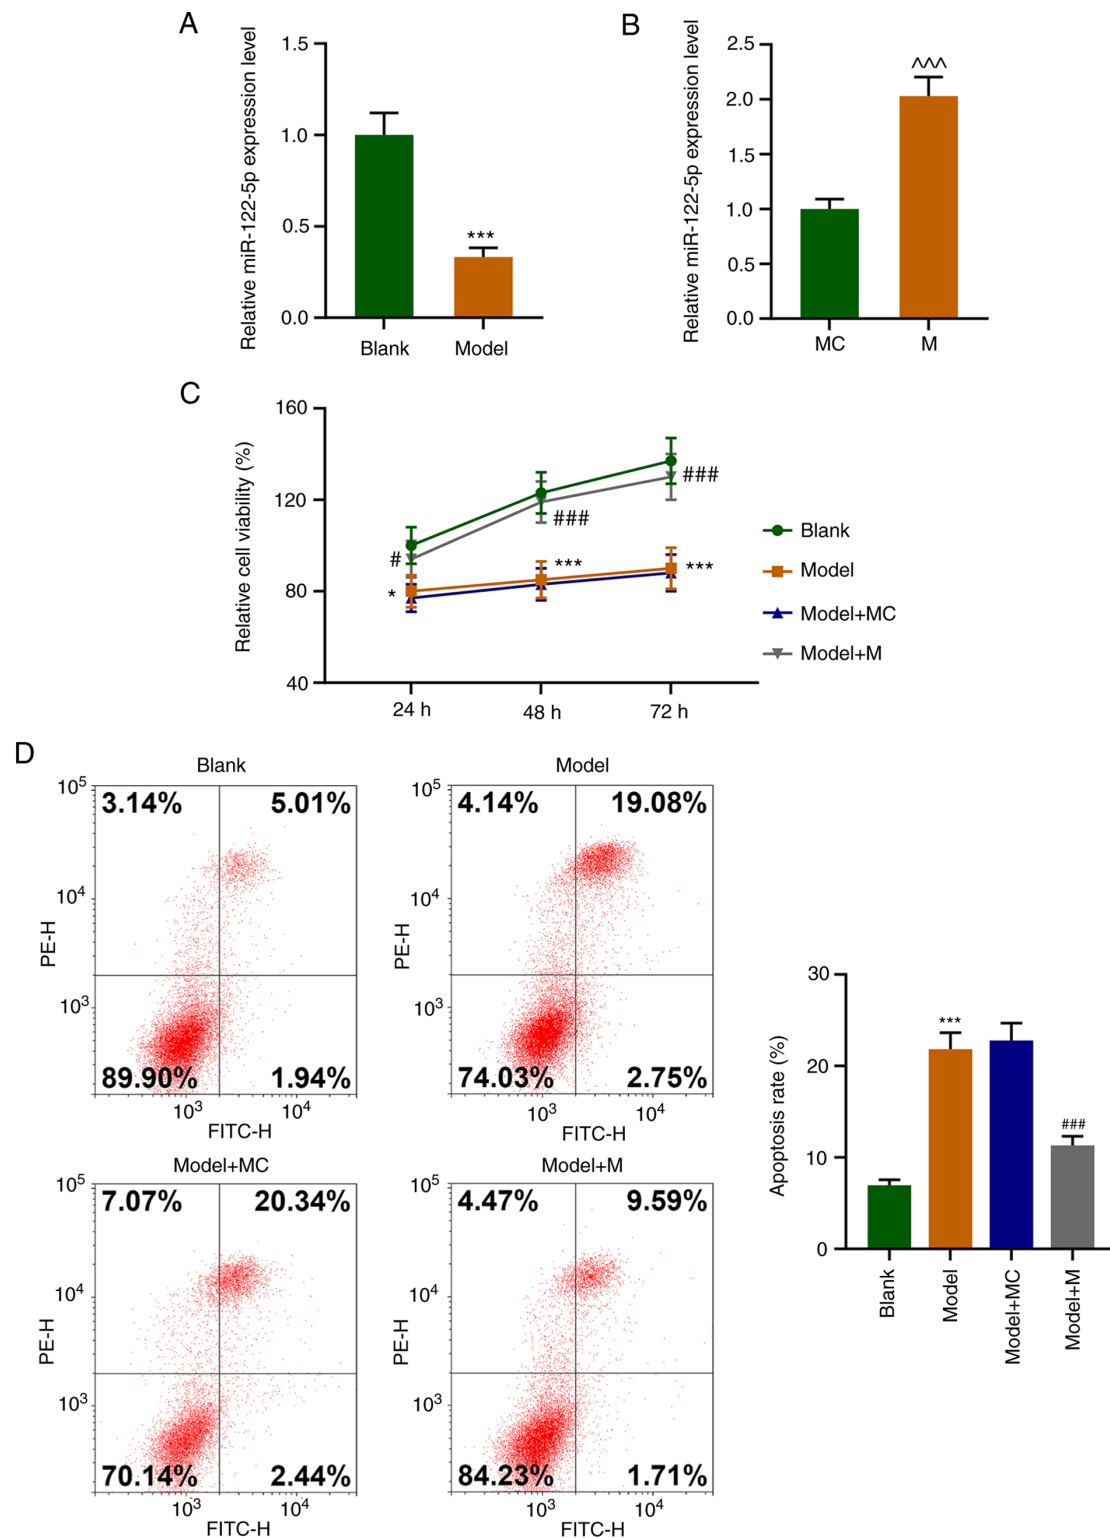 A
Relative miR-122-5p expression level
1.5
1.0
0.5
0.0
***
Blank
Model
B
Relative miR-122-5p expression level
2.5
2.0
1.5
1.0
0.5
0.0
^^^
MC
M
C
Relative cell viability (%)
160
120
80
40
#
*
###
***
###
***
24 h
48 h
72 h
Blank
Model
Model+MC
Model+M
D
Blank
PE-H
10⁵
10⁴
10³
3.14%
5.01%
89.90%
1.94%
10³
10⁴
FITC-H
Model
PE-H
10⁵
10⁴
10³
4.14%
19.08%
74.03%
2.75%
10³
10⁴
FITC-H
Model+MC
PE-H
10⁵
10⁴
10³
7.07%
20.34%
70.14%
2.44%
10³
10⁴
FITC-H
Model+M
PE-H
10⁵
10⁴
10³
4.47%
9.59%
84.23%
1.71%
10³
10⁴
FITC-H
Apoptosis rate (%)
30
20
10
0
***
###
Blank
Model
Model+MC
Model+M